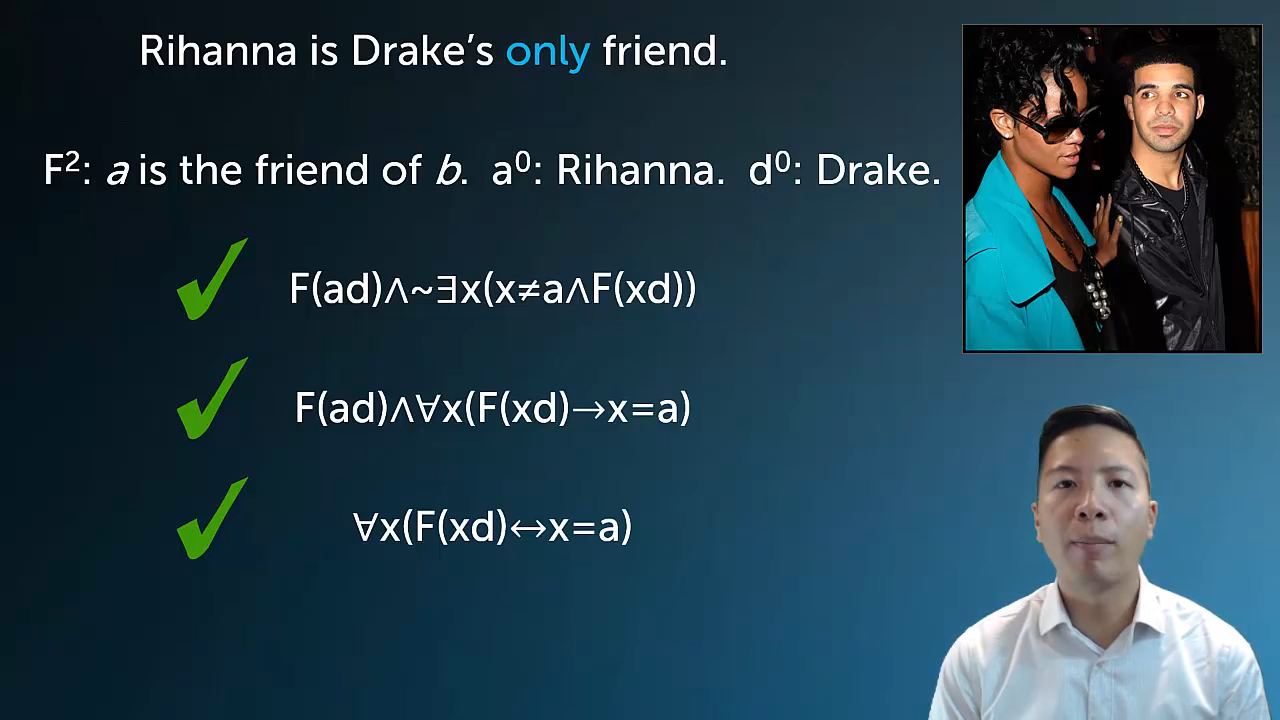 Rihanna is Drake’s only friend.
F²: a is the friend of b. a⁰: Rihanna. d⁰: Drake.
F(ad)∧~∃x(x≠a∧F(xd))
F(ad)∧∀x(F(xd)→x=a)
∀x(F(xd)↔x=a)